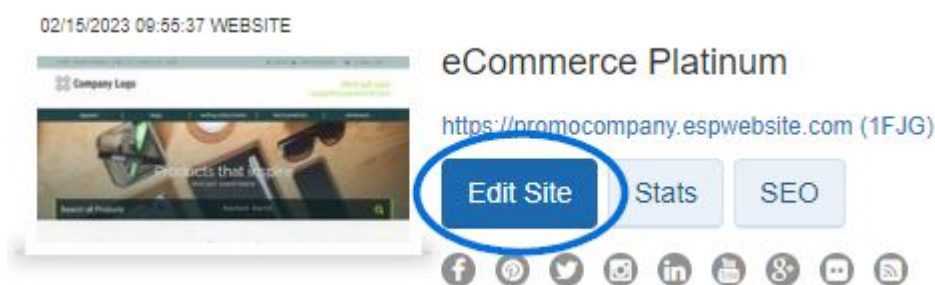 02/15/2023 09:55:37 WEBSITE
eCommerce Platinum
https://promocompany.espwebsite.com (1FJG)
Company Logo
Products that inspire
Search all Products
Edit Site
Stats
SEO